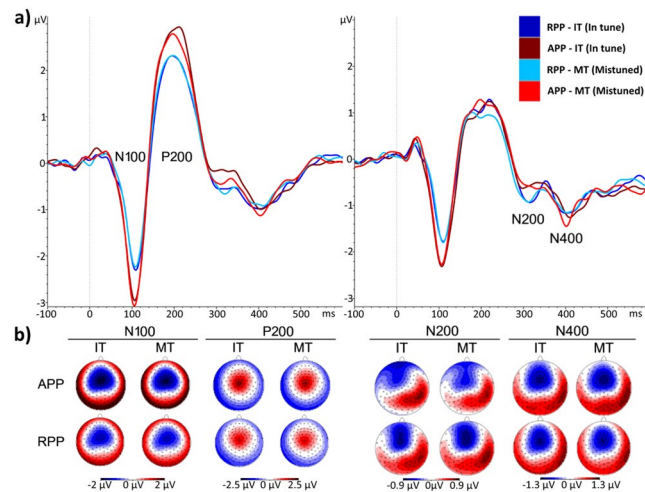 a)
μV
2
1
0
-1
-2
-3
N100
P200
-100 0 100 200 300 400 500 ms
μV
3
2
1
0
-1
-2
N200
N400
-100 0 100 200 300 400 500 ms
RPP - IT (In tune)
APP - IT (In tune)
RPP - MT (Mistuned)
APP - MT (Mistuned)
b)
N100 P200 N200 N400
IT MT IT MT IT MT IT MT
APP
RPP
-2 μV 0 μV 2 μV
-2.5 μV 0 μV 2.5 μV
-0.9 μV 0μV 0.9 μV
-1.3 μV 0 μV 1.3 μV